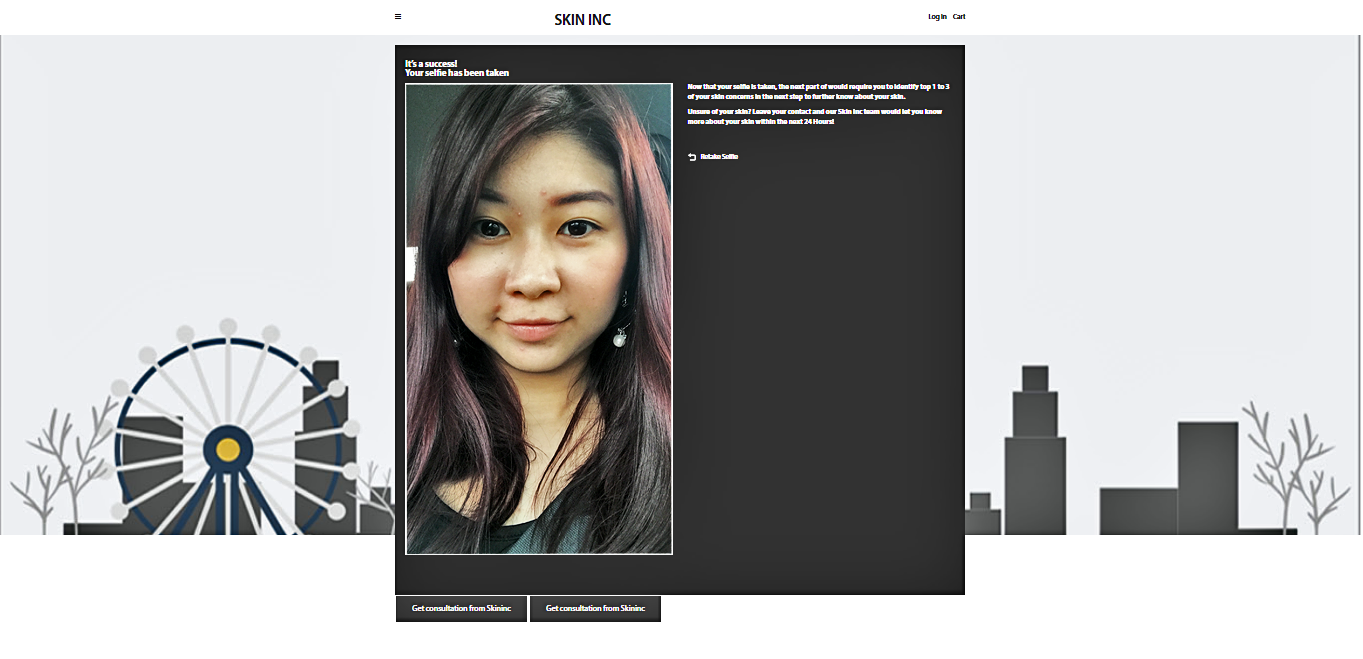 SKIN INC
Log in Cart
It's a success!
Your selfie has been taken
Now that your selfie is taken, the next part of would require you to identify top 1 to 3
of your skin concerns in the next step to further know about your skin.
Unsure of your skin? Leave your contact and our Skin Inc team would let you know
more about your skin within the next 24 Hours!
Retake Selfie
Get consultation from Skininc
Get consultation from Skininc